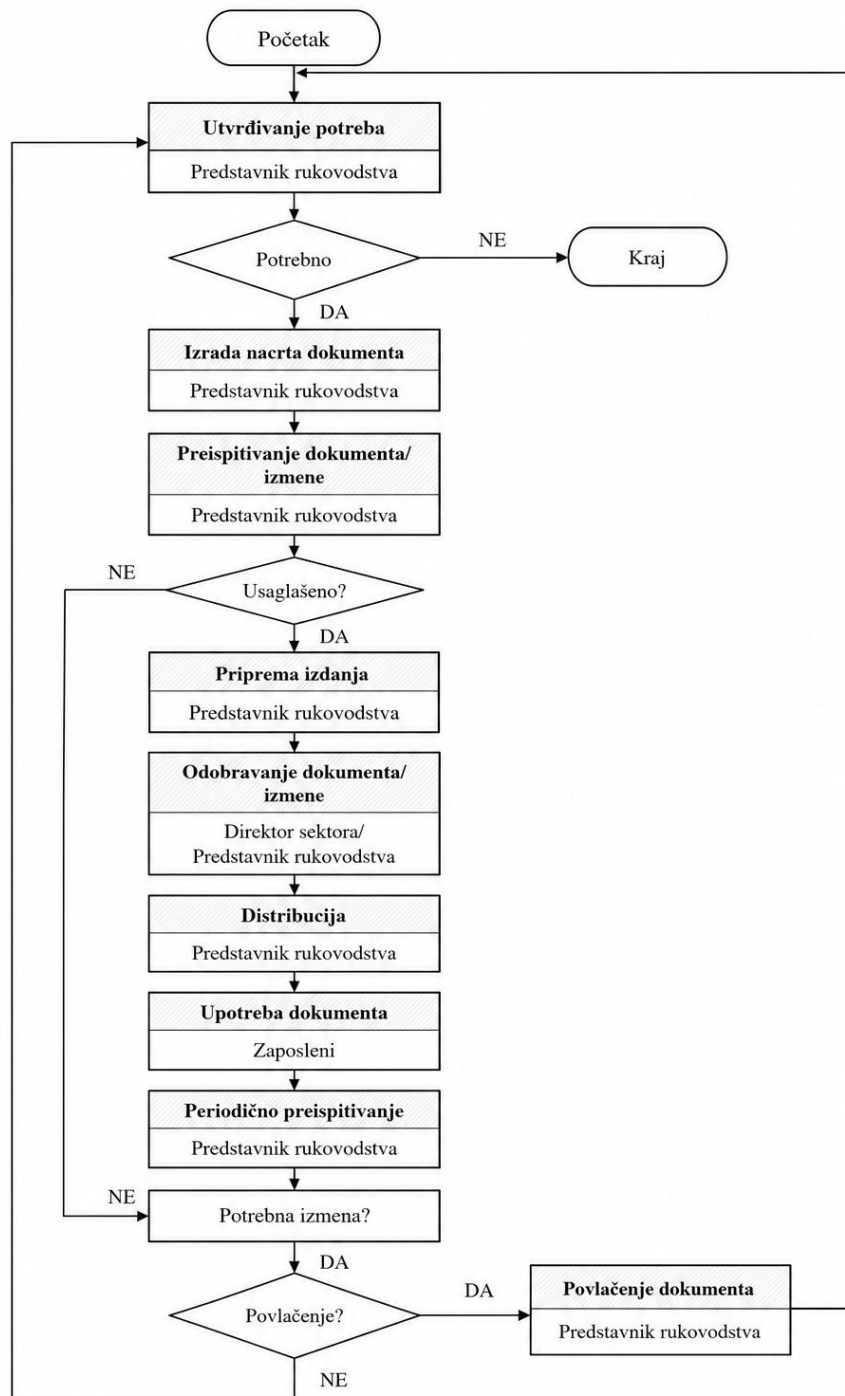 Početak
Utvrđivanje potreba
Predstavnik rukovodstva
Potrebno
NE
Kraj
DA
Izrada nacrta dokumenta
Predstavnik rukovodstva
Preispitivanje dokumenta/
izmene
Predstavnik rukovodstva
NE
Usaglašeno?
DA
Priprema izdanja
Predstavnik rukovodstva
Odobravanje dokumenta/
izmene
Direktor sektora/
Predstavnik rukovodstva
Distribucija
Predstavnik rukovodstva
Upotreba dokumenta
Zaposleni
Periodično preispitivanje
Predstavnik rukovodstva
NE
Potrebna izmena?
DA
Povlačenje?
DA
Povlačenje dokumenta
Predstavnik rukovodstva
NE